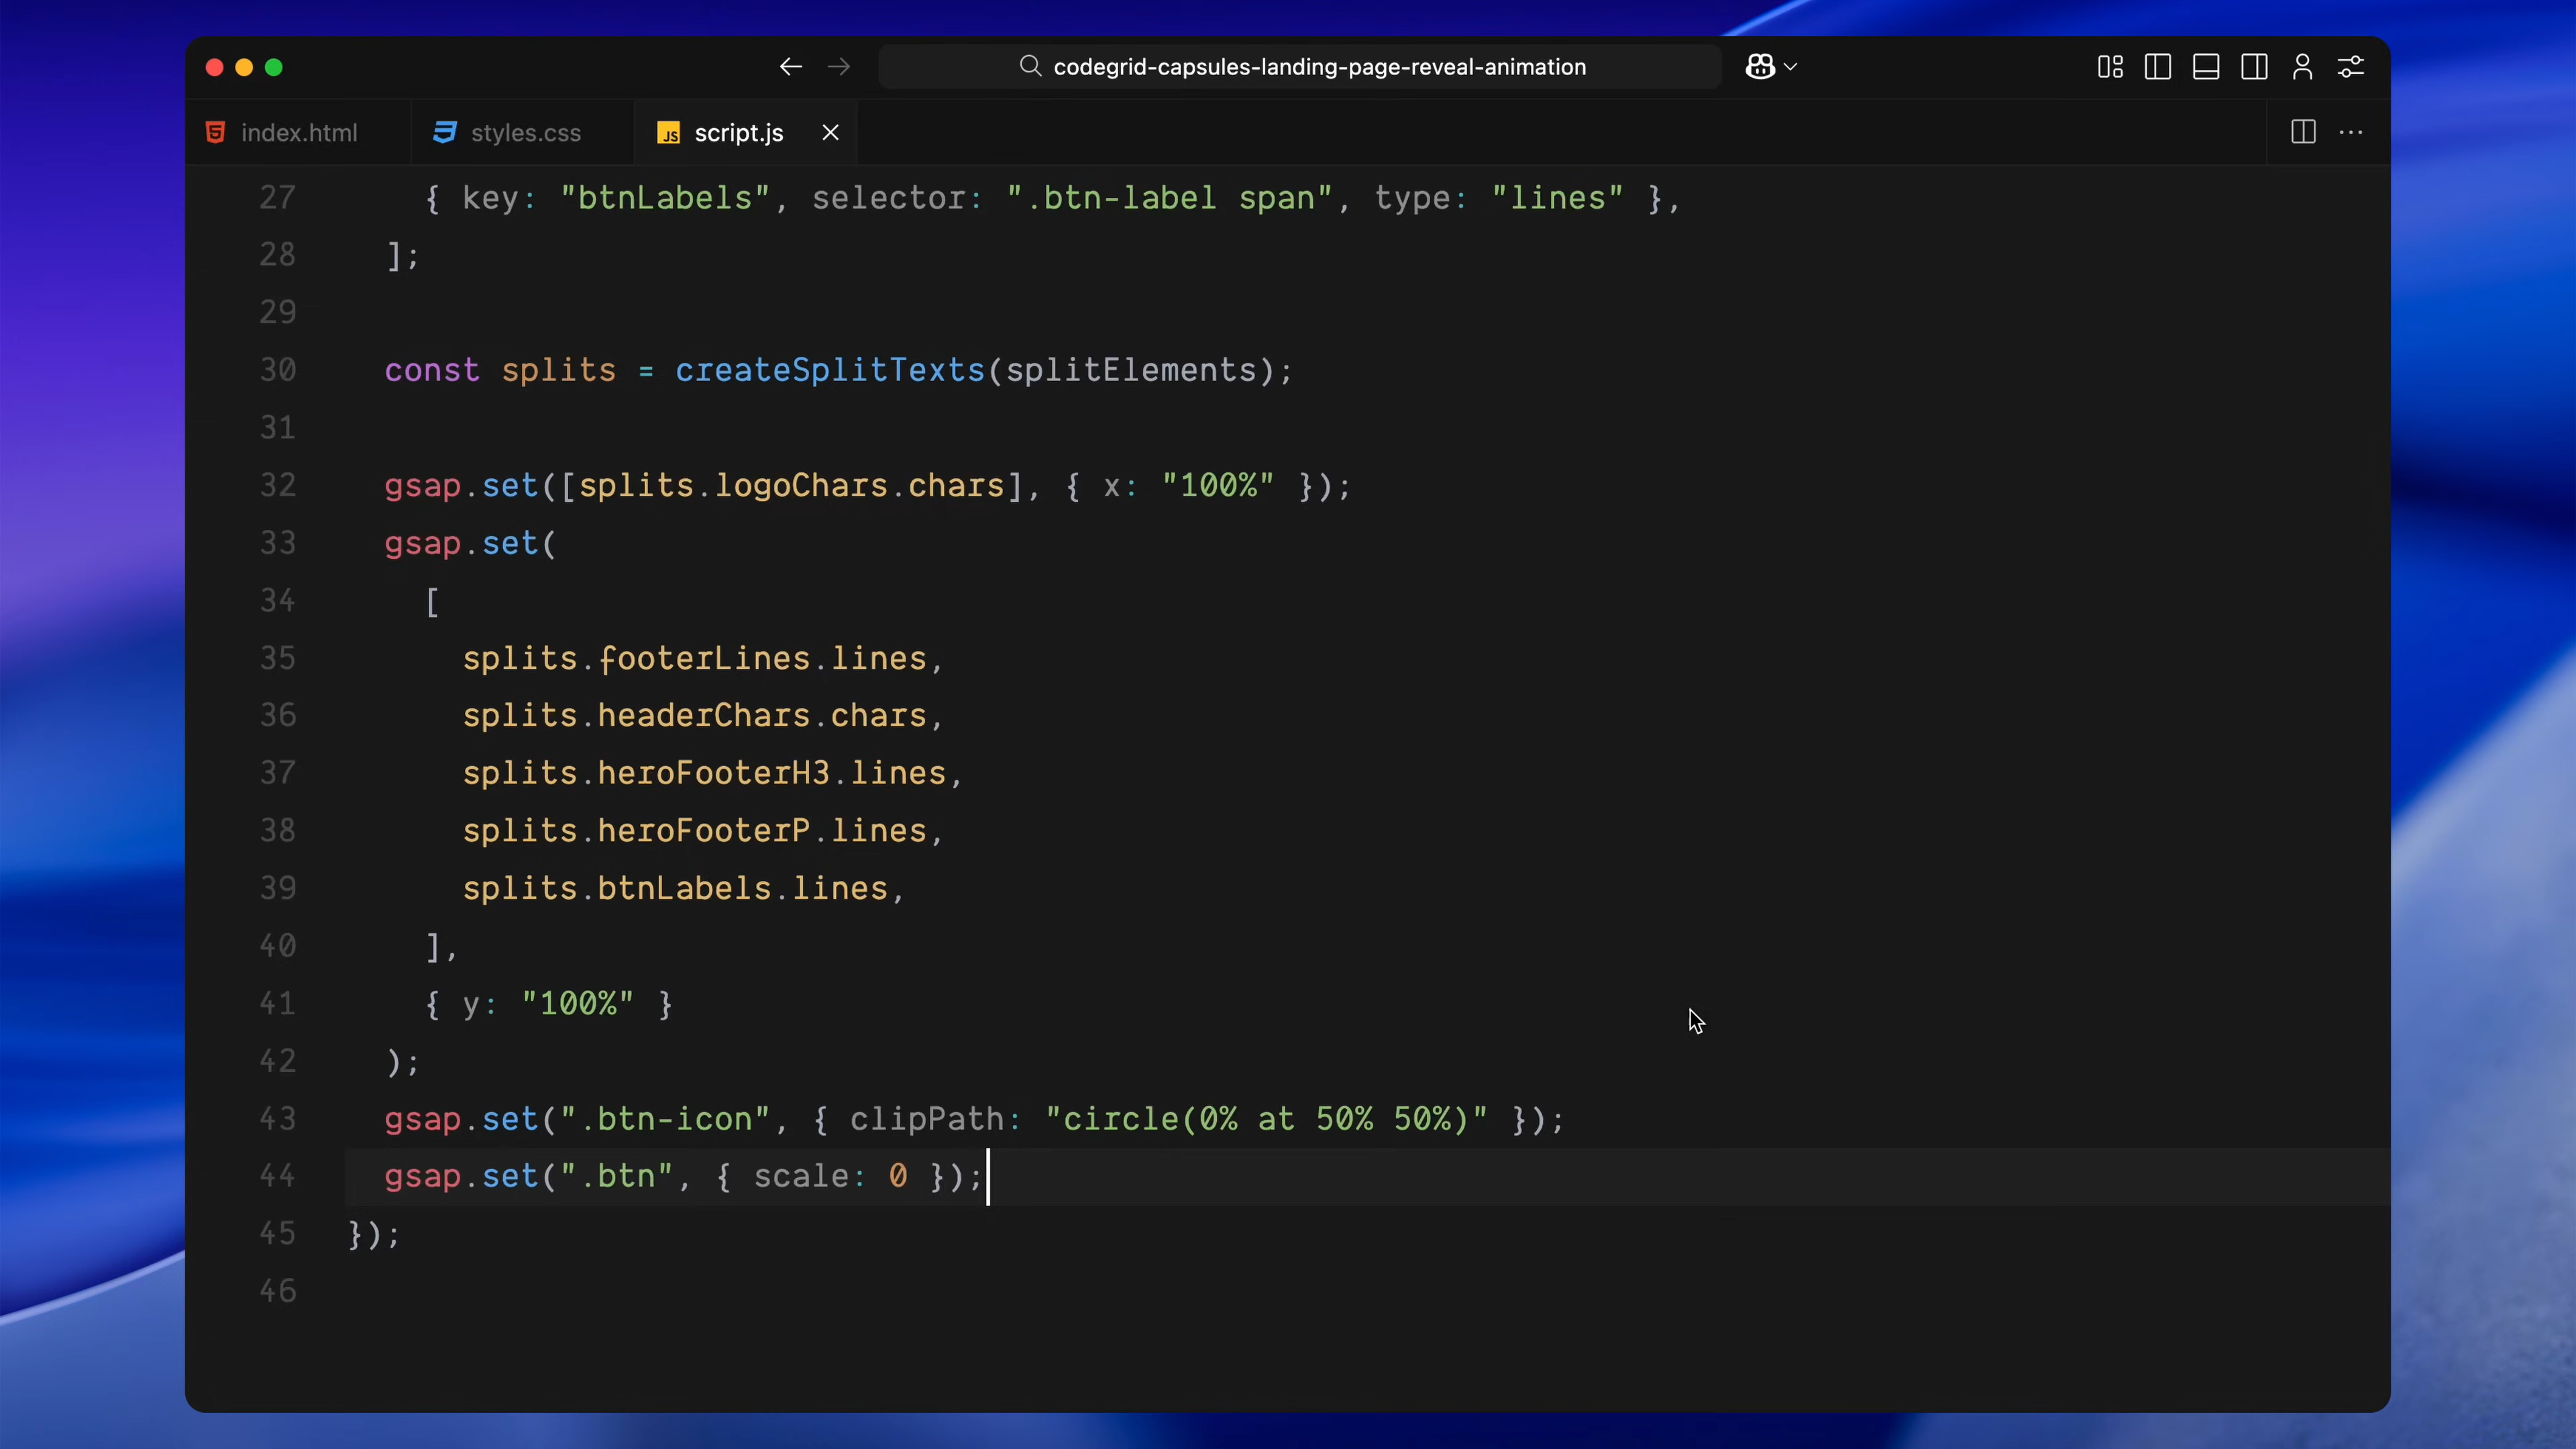 codegrid-capsules-landing-page-reveal-animation
index.html
styles.css
JS script.js
27 { key: "btnLabels", selector: ".btn-label span", type: "lines" },
28 ];
29
30 const splits = createSplitTexts(splitElements);
31
32 gsap.set([splits.logoChars.chars], { x: "100%" });
33 gsap.set(
34 [
35 splits.footerLines.lines,
36 splits.headerChars.chars,
37 splits.heroFooterH3.lines,
38 splits.heroFooterP.lines,
39 splits.btnLabels.lines,
40 ],
41 { y: "100%" }
42 );
43 gsap.set(".btn-icon", { clipPath: "circle(0% at 50% 50%)" });
44 gsap.set(".btn", { scale: 0 });
45 });
46